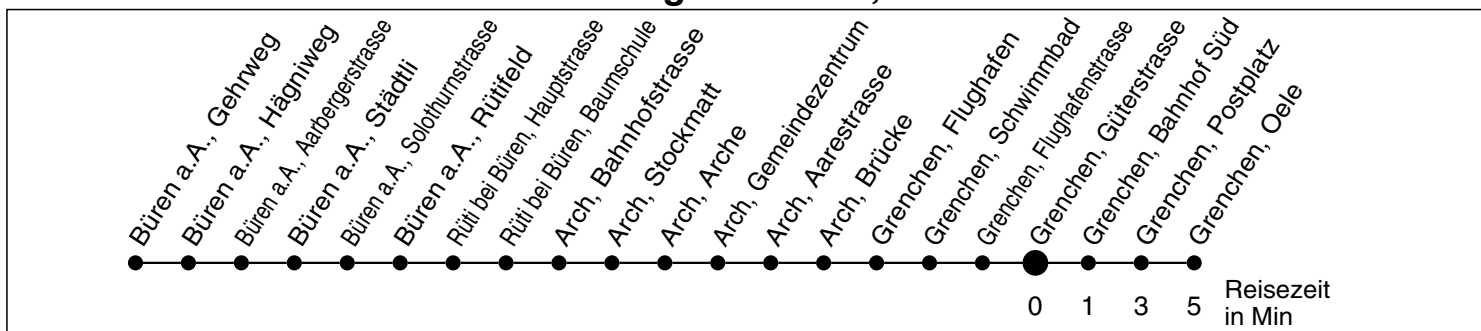 Büren a.A., Gehrweg
Büren a.A., Hägniweg
Büren a.A., Aarbergerstrasse
Büren a.A., Städtli
Büren a.A., Solothurnstrasse
Büren a.A., Rütifeld
Rüti bei Büren, Hauptstrasse
Rüti bei Büren, Baumschule
Arch, Bahnhofstrasse
Arch, Stockmatt
Arch, Arche
Arch, Gemeindezentrum
Arch, Aarestrasse
Arch, Brücke
Grenchen, Flughafen
Grenchen, Schwimmbad
Grenchen, Flughafenstrasse
Grenchen, Güterstrasse
Grenchen, Bahnhof Süd
Grenchen, Postplatz
Grenchen, Oele
0 1 3 5 Reisezeit
in Min